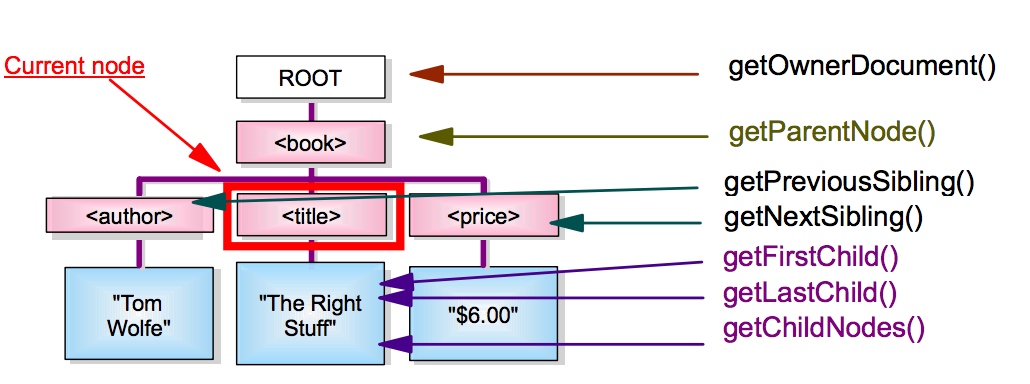 Current node
ROOT
getOwnerDocument()
<book>
getParentNode()
getPreviousSibling()
<author>
<title>
<price>
getNextSibling()
getFirstChild()
"Tom
Wolfe"
"The Right
Stuff"
"$6.00"
getLastChild()
getChildNodes()